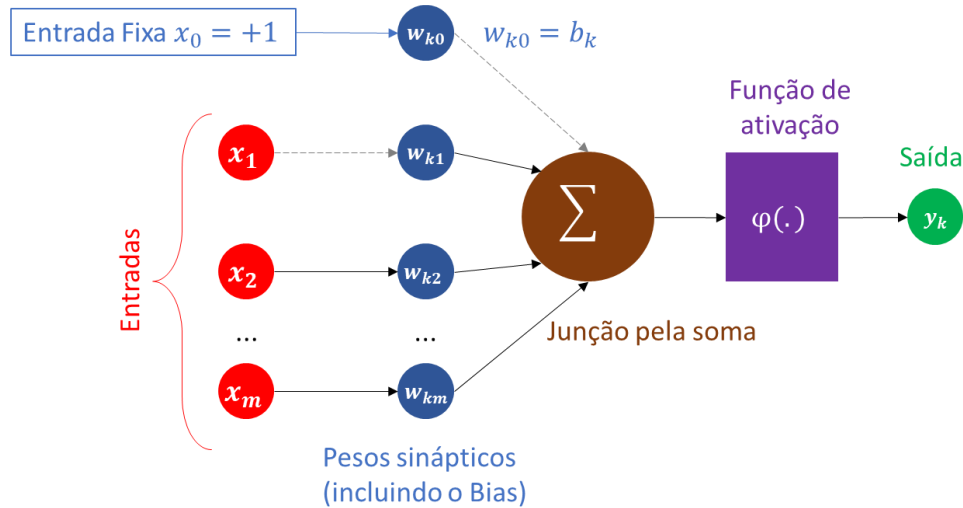 Entrada Fixa x₀ = +1
wₖ₀
wₖ₀ = bₖ
Função de
ativação
Saída
Entradas
x₁
wₖ₁
∑
φ(.)
yₖ
x₂
wₖ₂
...
...
Junção pela soma
xₘ
wₖₘ
Pesos sinápticos
(incluindo o Bias)